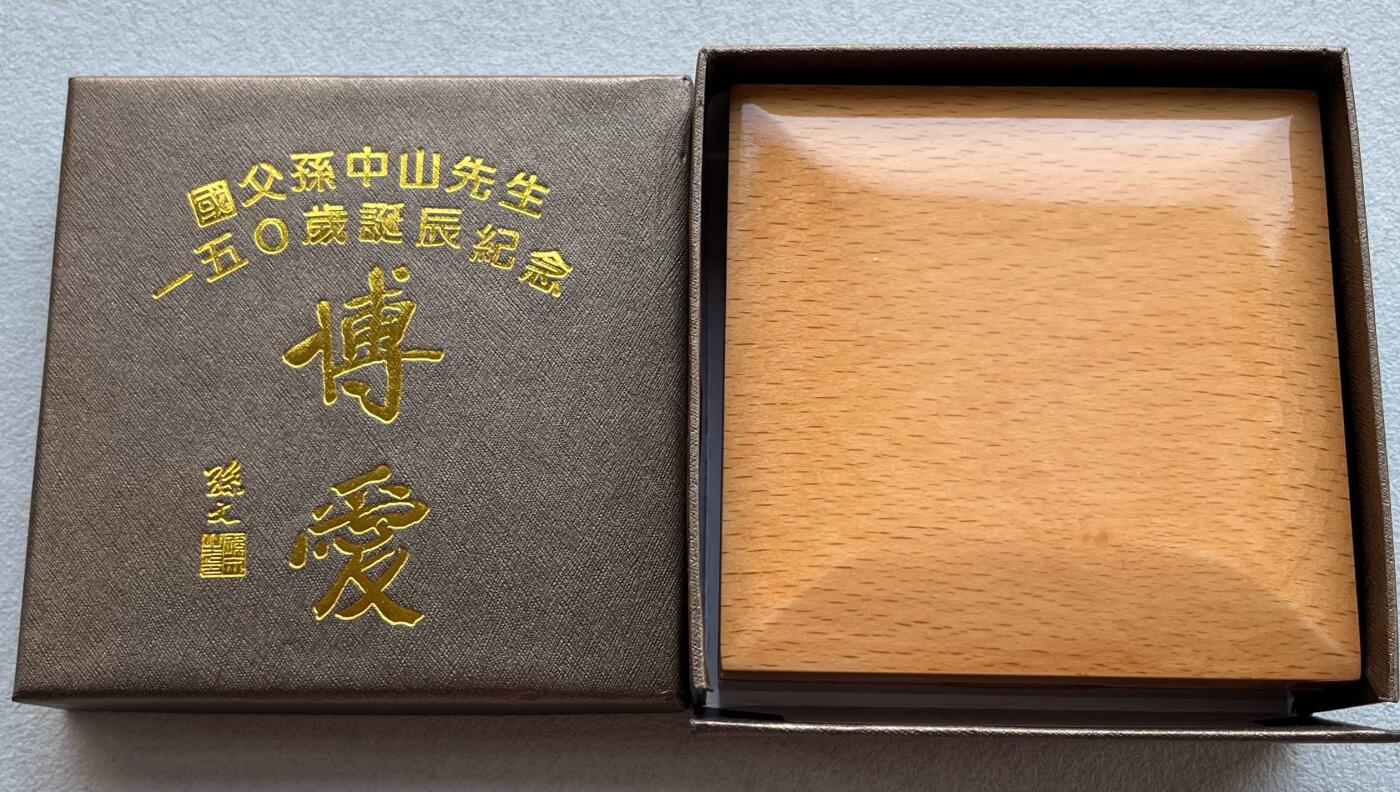 國父孫中山先生
一五〇歲誕辰紀念
博愛
孫文